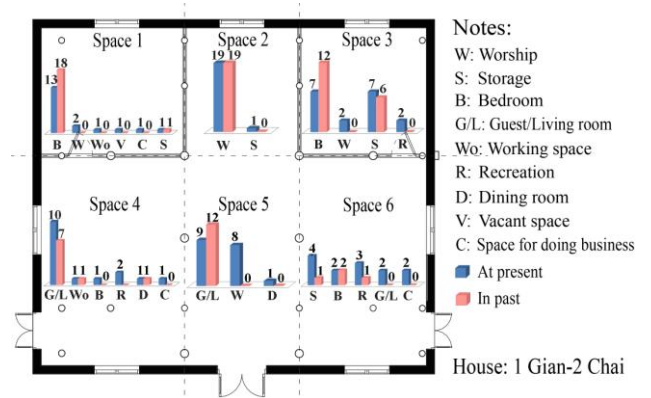 Space 1
18
13
2 0 1 0 1 0 1 0 1 1
B W Wo V C S
Space 2
19 19
1 0
W S
Space 3
12
7 2 0 7 6 2 0
B W S R
Space 4
10
7
1 1 1 0 2 1 1 1 0
G/L Wo B R D C
Space 5
12
9 8 0 1 0
G/L W D
Space 6
4 1 2 2 3 1 2 0 2 0
S B R G/L C
Notes:
W: Worship
S: Storage
B: Bedroom
G/L: Guest/Living room
Wo: Working space
R: Recreation
D: Dining room
V: Vacant space
C: Space for doing business
At present
In past
House: 1 Gian-2 Chai